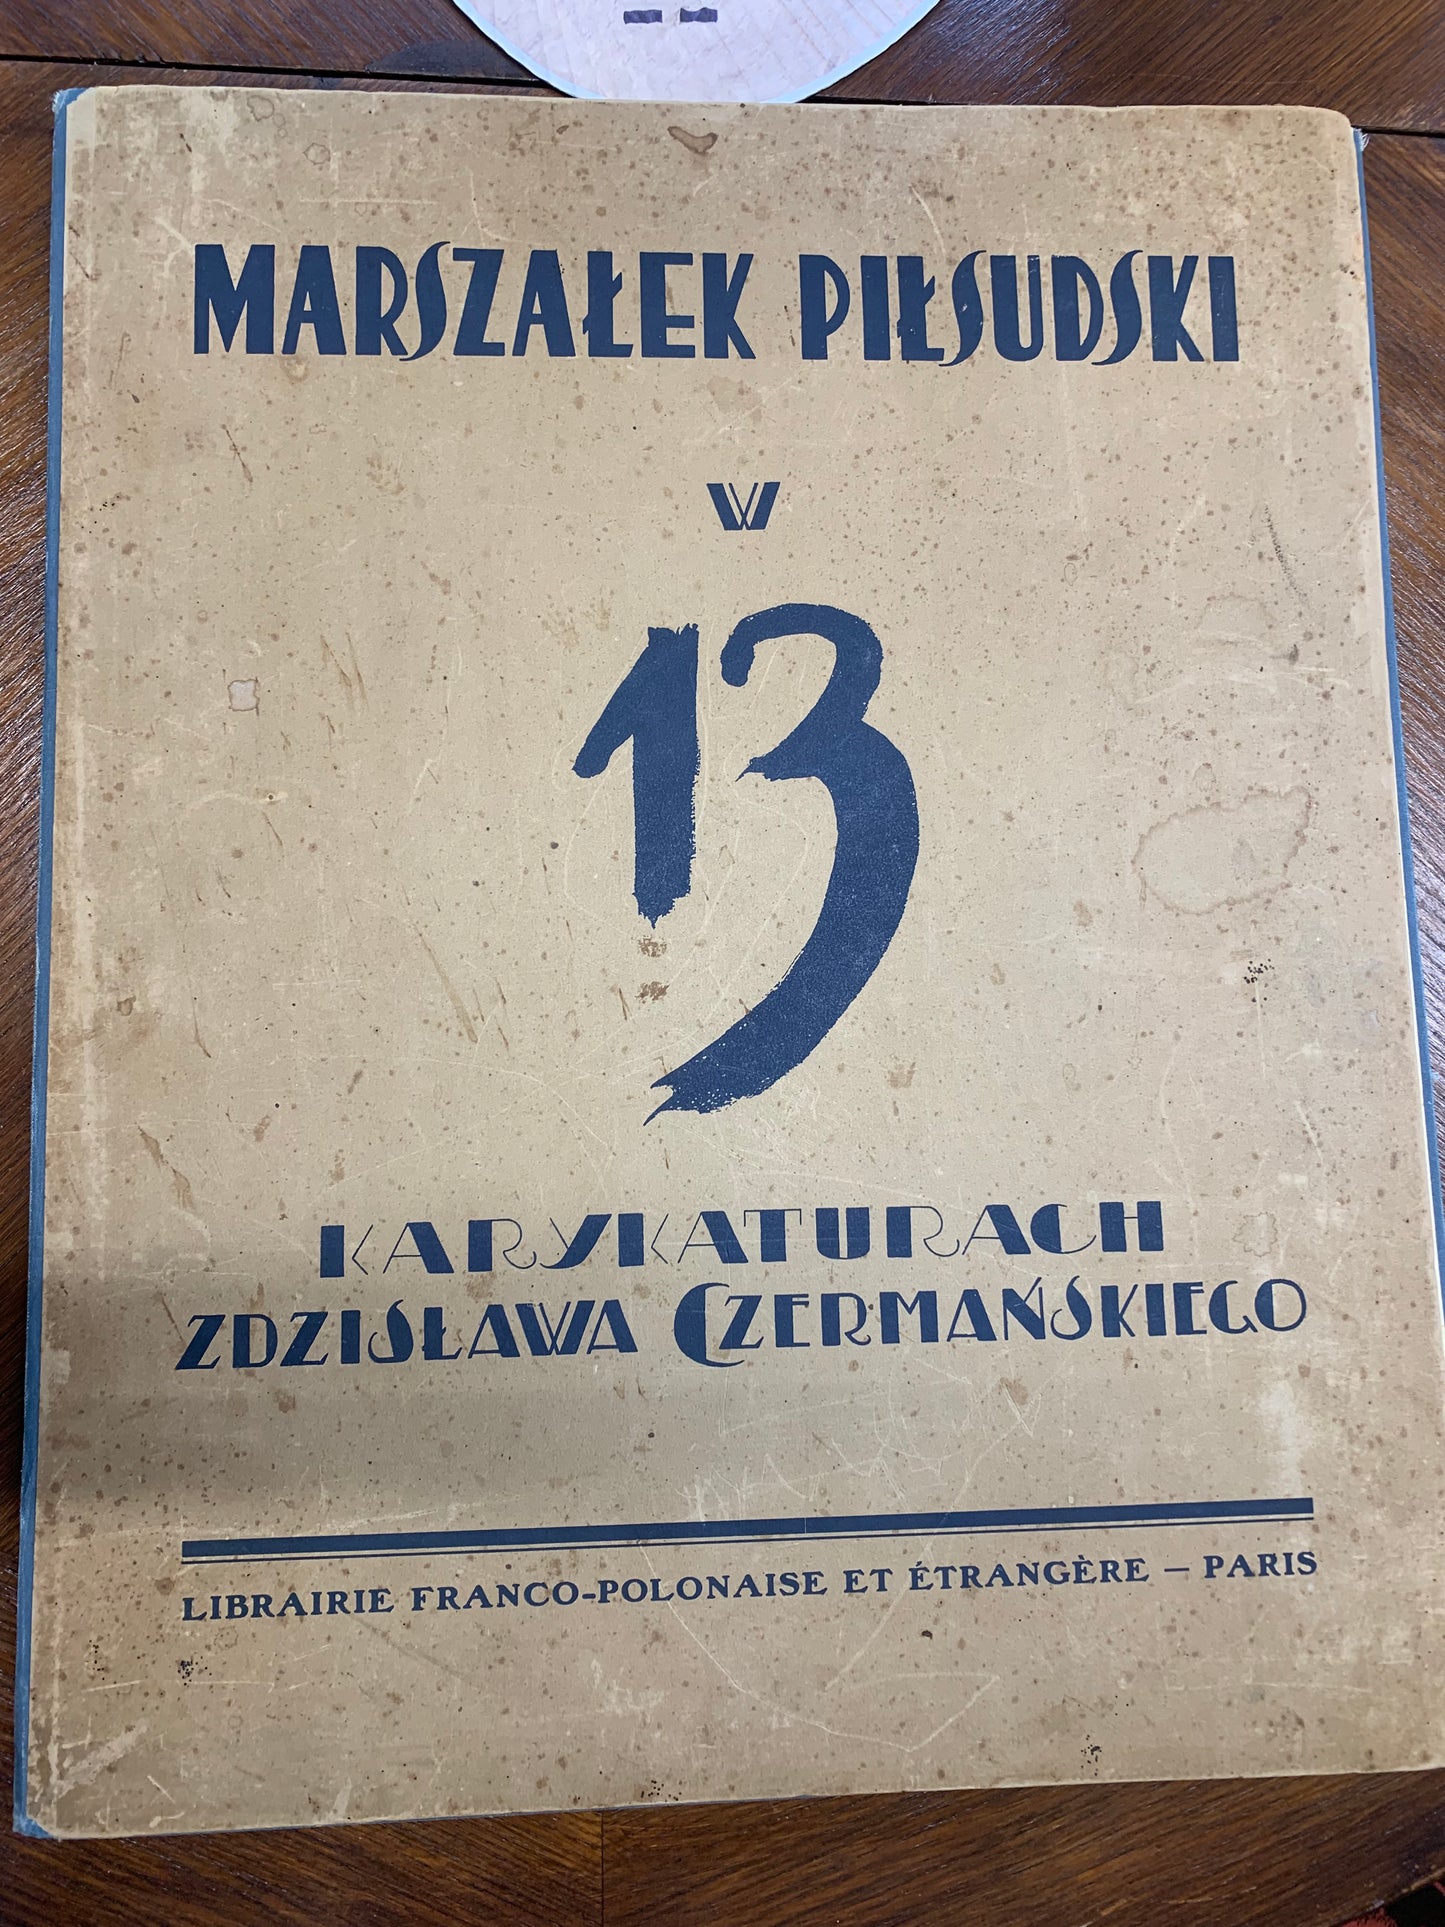 MARSZAŁEK PIŁSUDSKI
W
13
KARYKATURACH
ZDZISŁAWA CZERMAŃSKIEGO
LIBRAIRIE FRANCO-POLONAISE ET ÉTRANGÈRE — PARIS